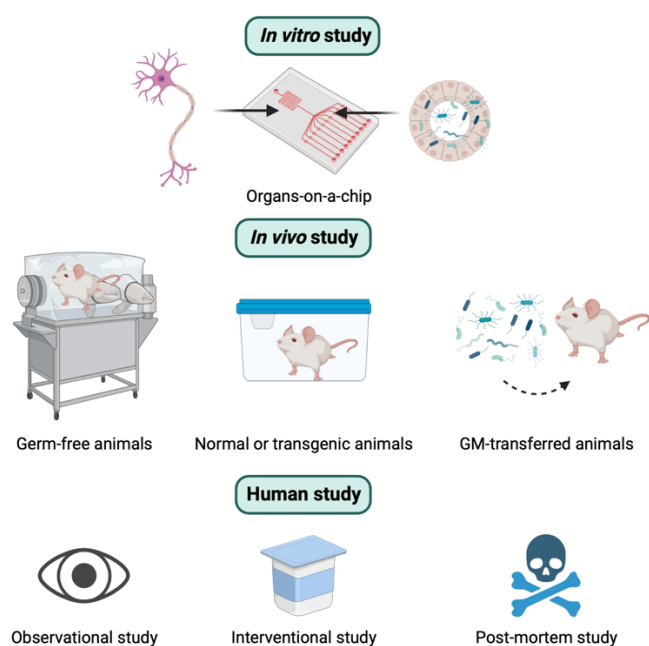 In vitro study
Organs-on-a-chip
In vivo study
Germ-free animals
Normal or transgenic animals
GM-transferred animals
Human study
Observational study
Interventional study
Post-mortem study